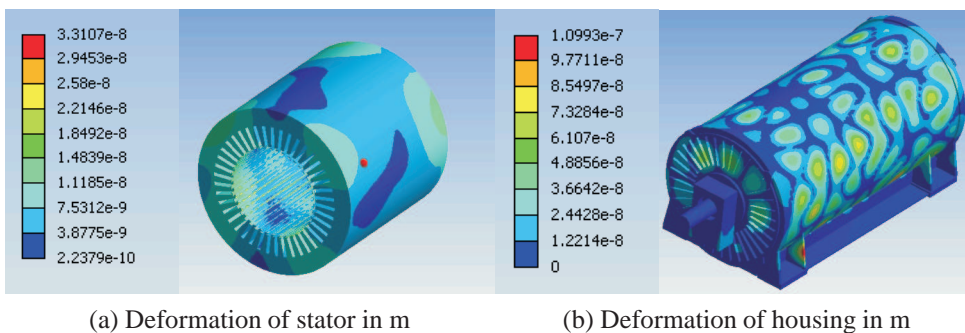 3.3107e-8
2.9453e-8
2.58e-8
2.2146e-8
1.8492e-8
1.4839e-8
1.1185e-8
7.5312e-9
3.8775e-9
2.2379e-10
1.0993e-7
9.7711e-8
8.5497e-8
7.3284e-8
6.107e-8
4.8856e-8
3.6642e-8
2.4428e-8
1.2214e-8
0
(a) Deformation of stator in m
(b) Deformation of housing in m